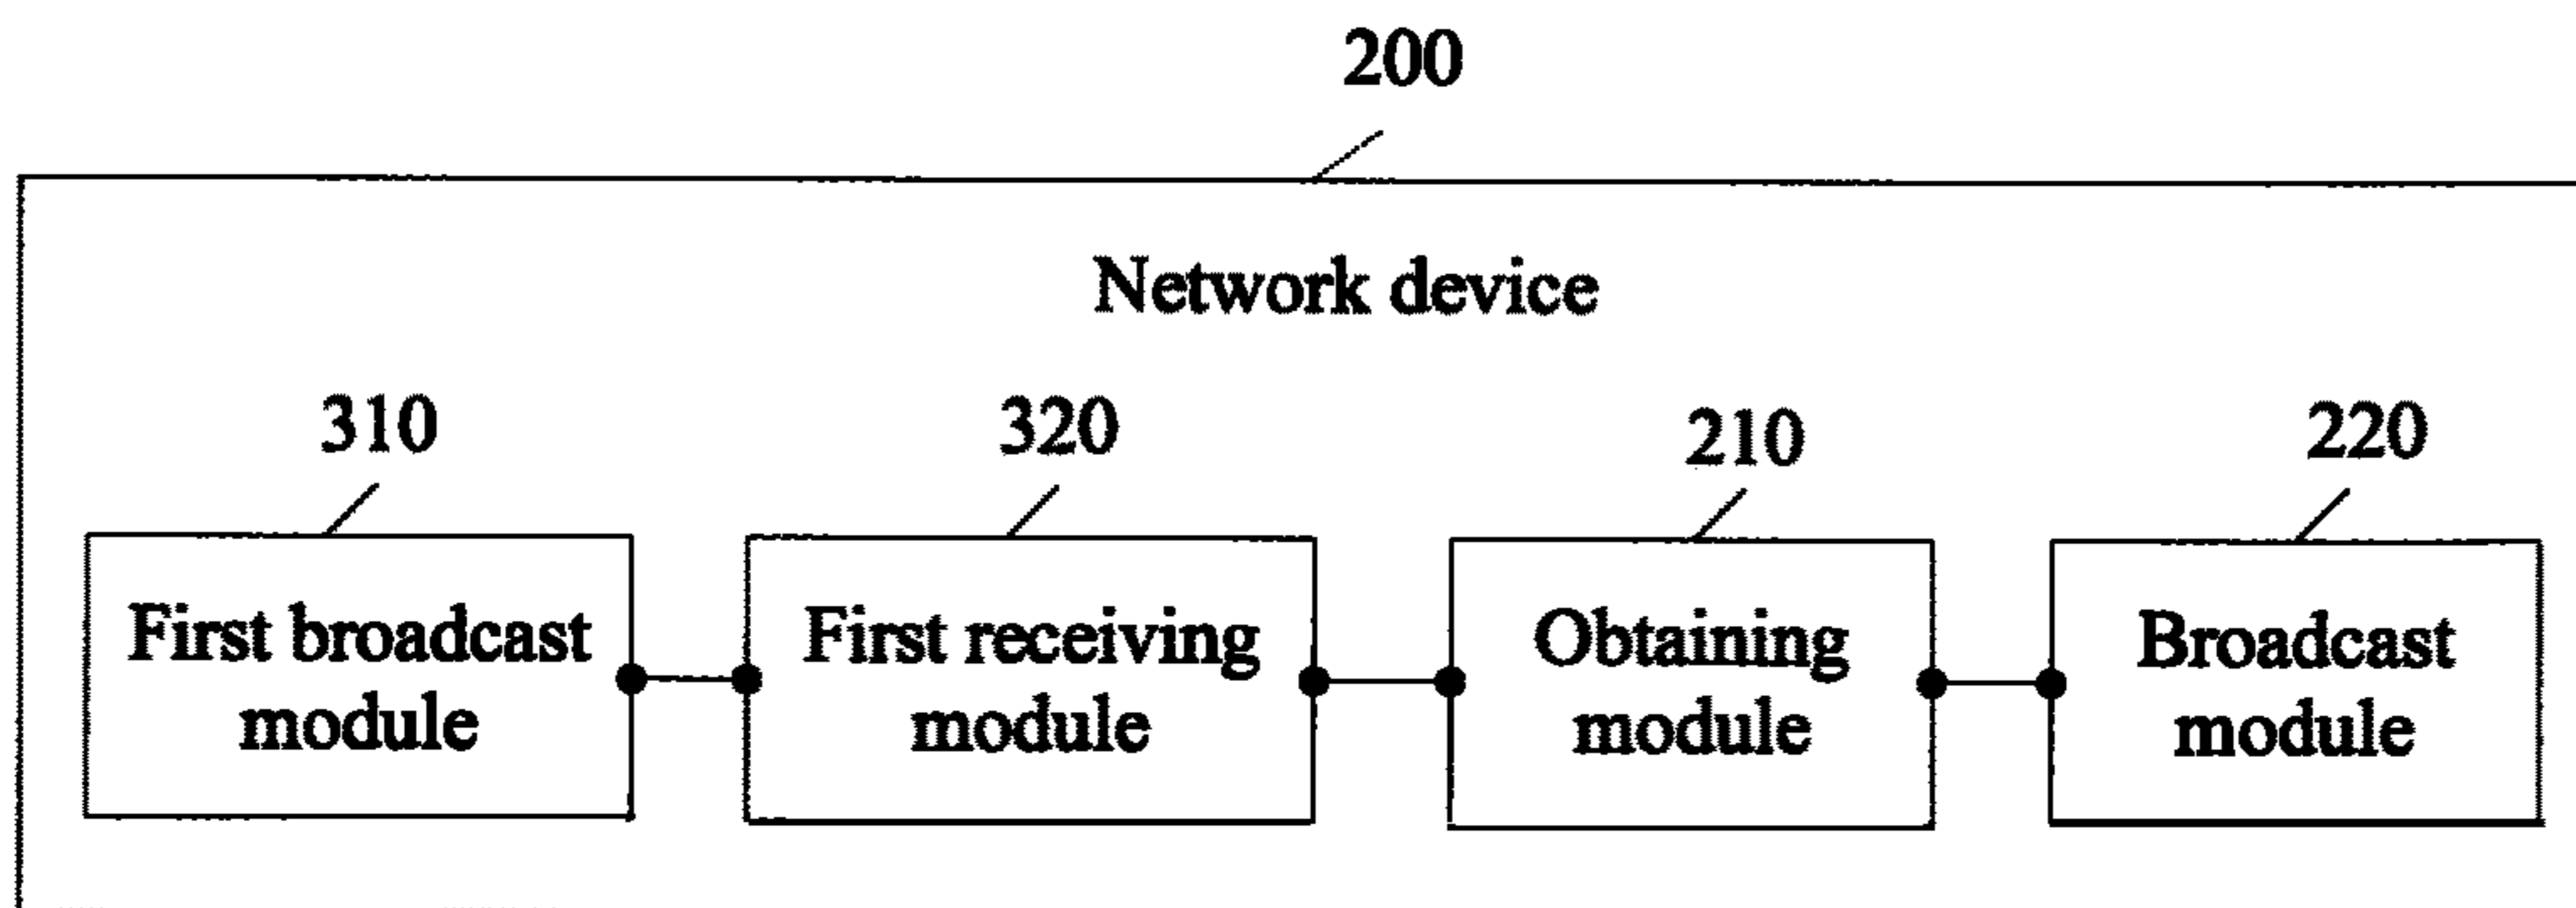 200
Network device
310
320
210
220
First broadcast
module
First receiving
module
Obtaining
module
Broadcast
module